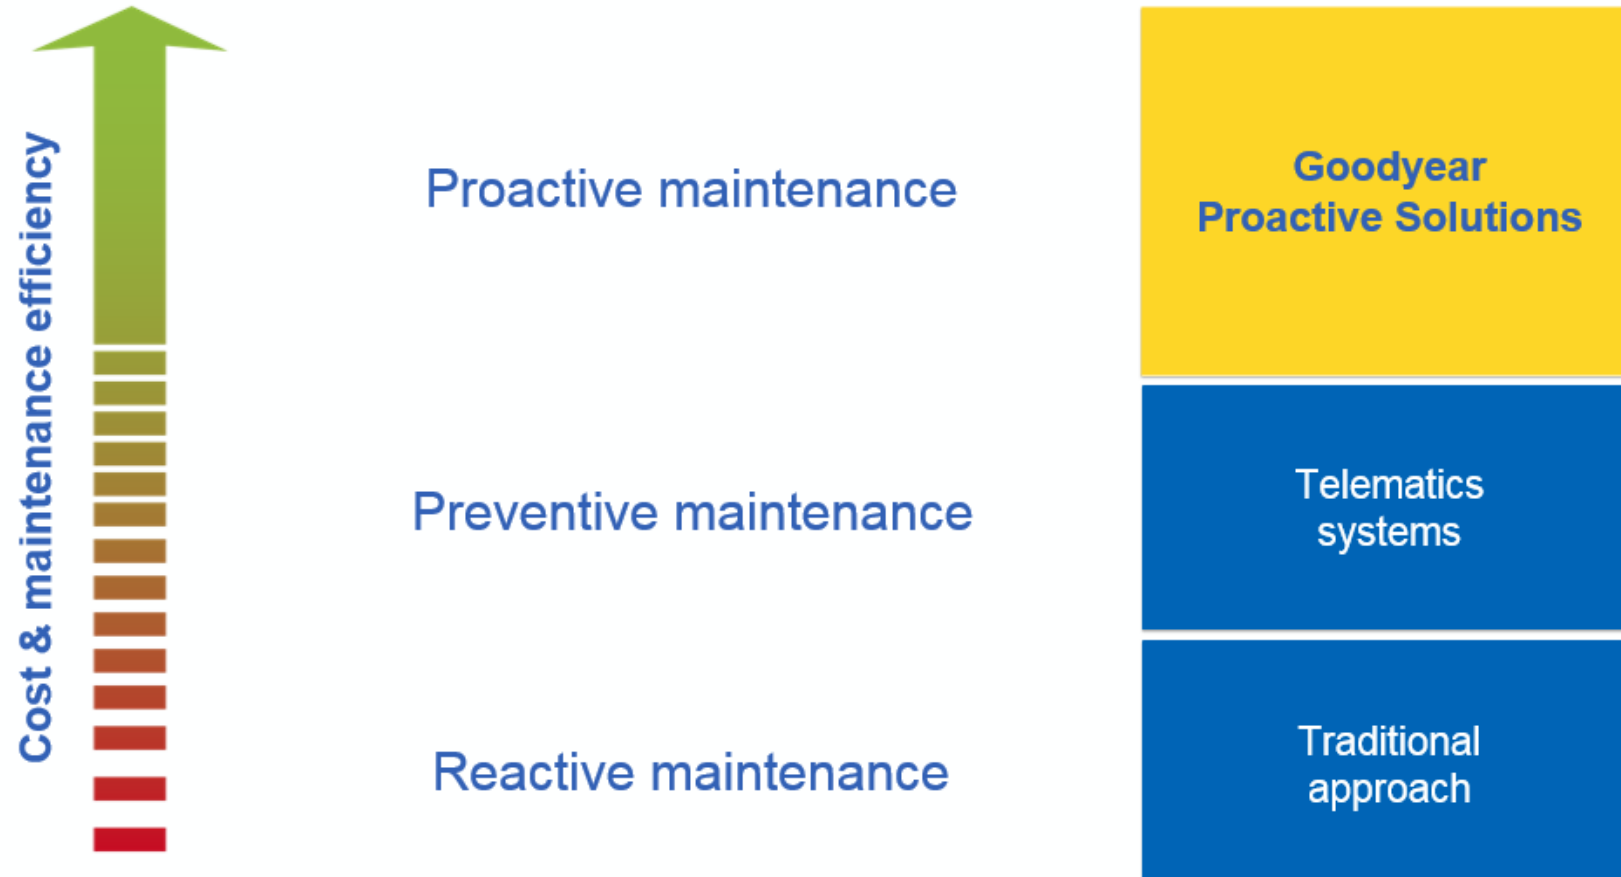 Cost & maintenance efficiency
Proactive maintenance
Goodyear
Proactive Solutions
Preventive maintenance
Telematics
systems
Reactive maintenance
Traditional
approach